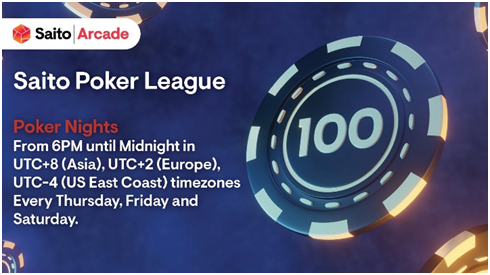 Saito | Arcade
Saito Poker League
Poker Nights
From 6PM until Midnight in
UTC+8 (Asia), UTC+2 (Europe),
UTC-4 (US East Coast) timezones
Every Thursday, Friday and
Saturday.
100